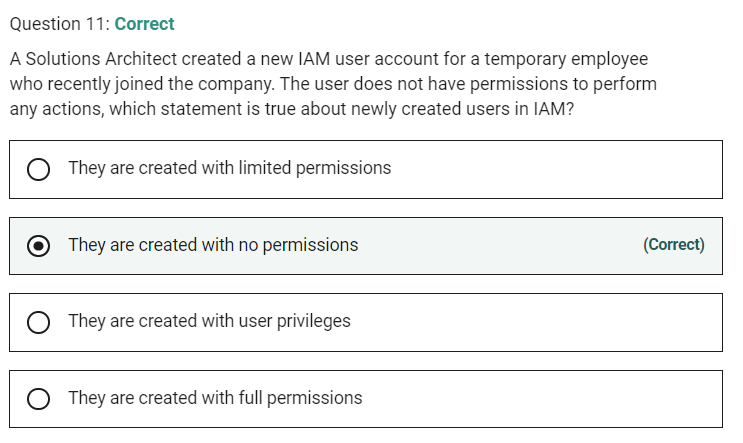 Question 11: Correct
A Solutions Architect created a new IAM user account for a temporary employee
who recently joined the company. The user does not have permissions to perform
any actions, which statement is true about newly created users in IAM?
They are created with limited permissions
They are created with no permissions (Correct)
They are created with user privileges
They are created with full permissions